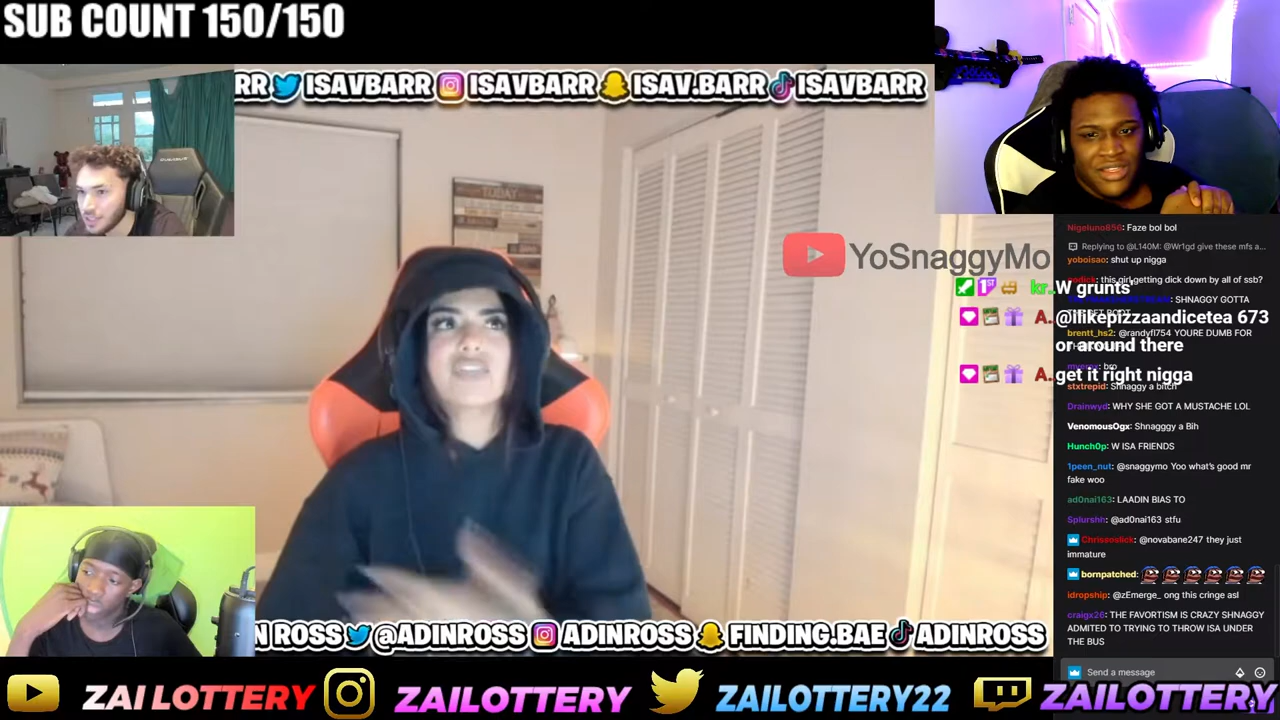 SUB COUNT 150/150
RR ISAVBARR ISAVBARR ISAV.BARR ISAVBARR
TODAY
YoSnaggyMo
Nigeluno856: Faze bol bol
Replying to @L140M: @Wr1gd give these mfs a...
yoboisao: shut up nigga
this girl getting dick down by all of ssb?
kr.. W grunts
SHNAGGY GOTTA
A. @ilikepizzaandicetea 673
or around there
brentt_hs2: @randyfl754 YOURE DUMB FOR
bro
A. get it right nigga
stxtrepid: Shnaggy a bitch
Drainwyd: WHY SHE GOT A MUSTACHE LOL
VenomousOgx: Shnagggy a Bih
Hunch0p: W ISA FRIENDS
1peen_nut: @snaggymo Yoo what's good mr
fake woo
ad0nai163: LAADIN BIAS TO
Splurshh: @ad0nai163 stfu
Chrissoslick: @novabane247 they just
immature
bornpatched:
idropship: @zEmerge_ ong this cringe asl
craigx26: THE FAVORTISM IS CRAZY SHNAGGY
ADMITED TO TRYING TO THROW ISA UNDER
THE BUS
Send a message
N ROSS @ADINROSS ADINROSS FINDING.BAE ADINROSS
ZAI LOTTERY ZAILOTTERY ZAILOTTERY22 ZAILOTTERY